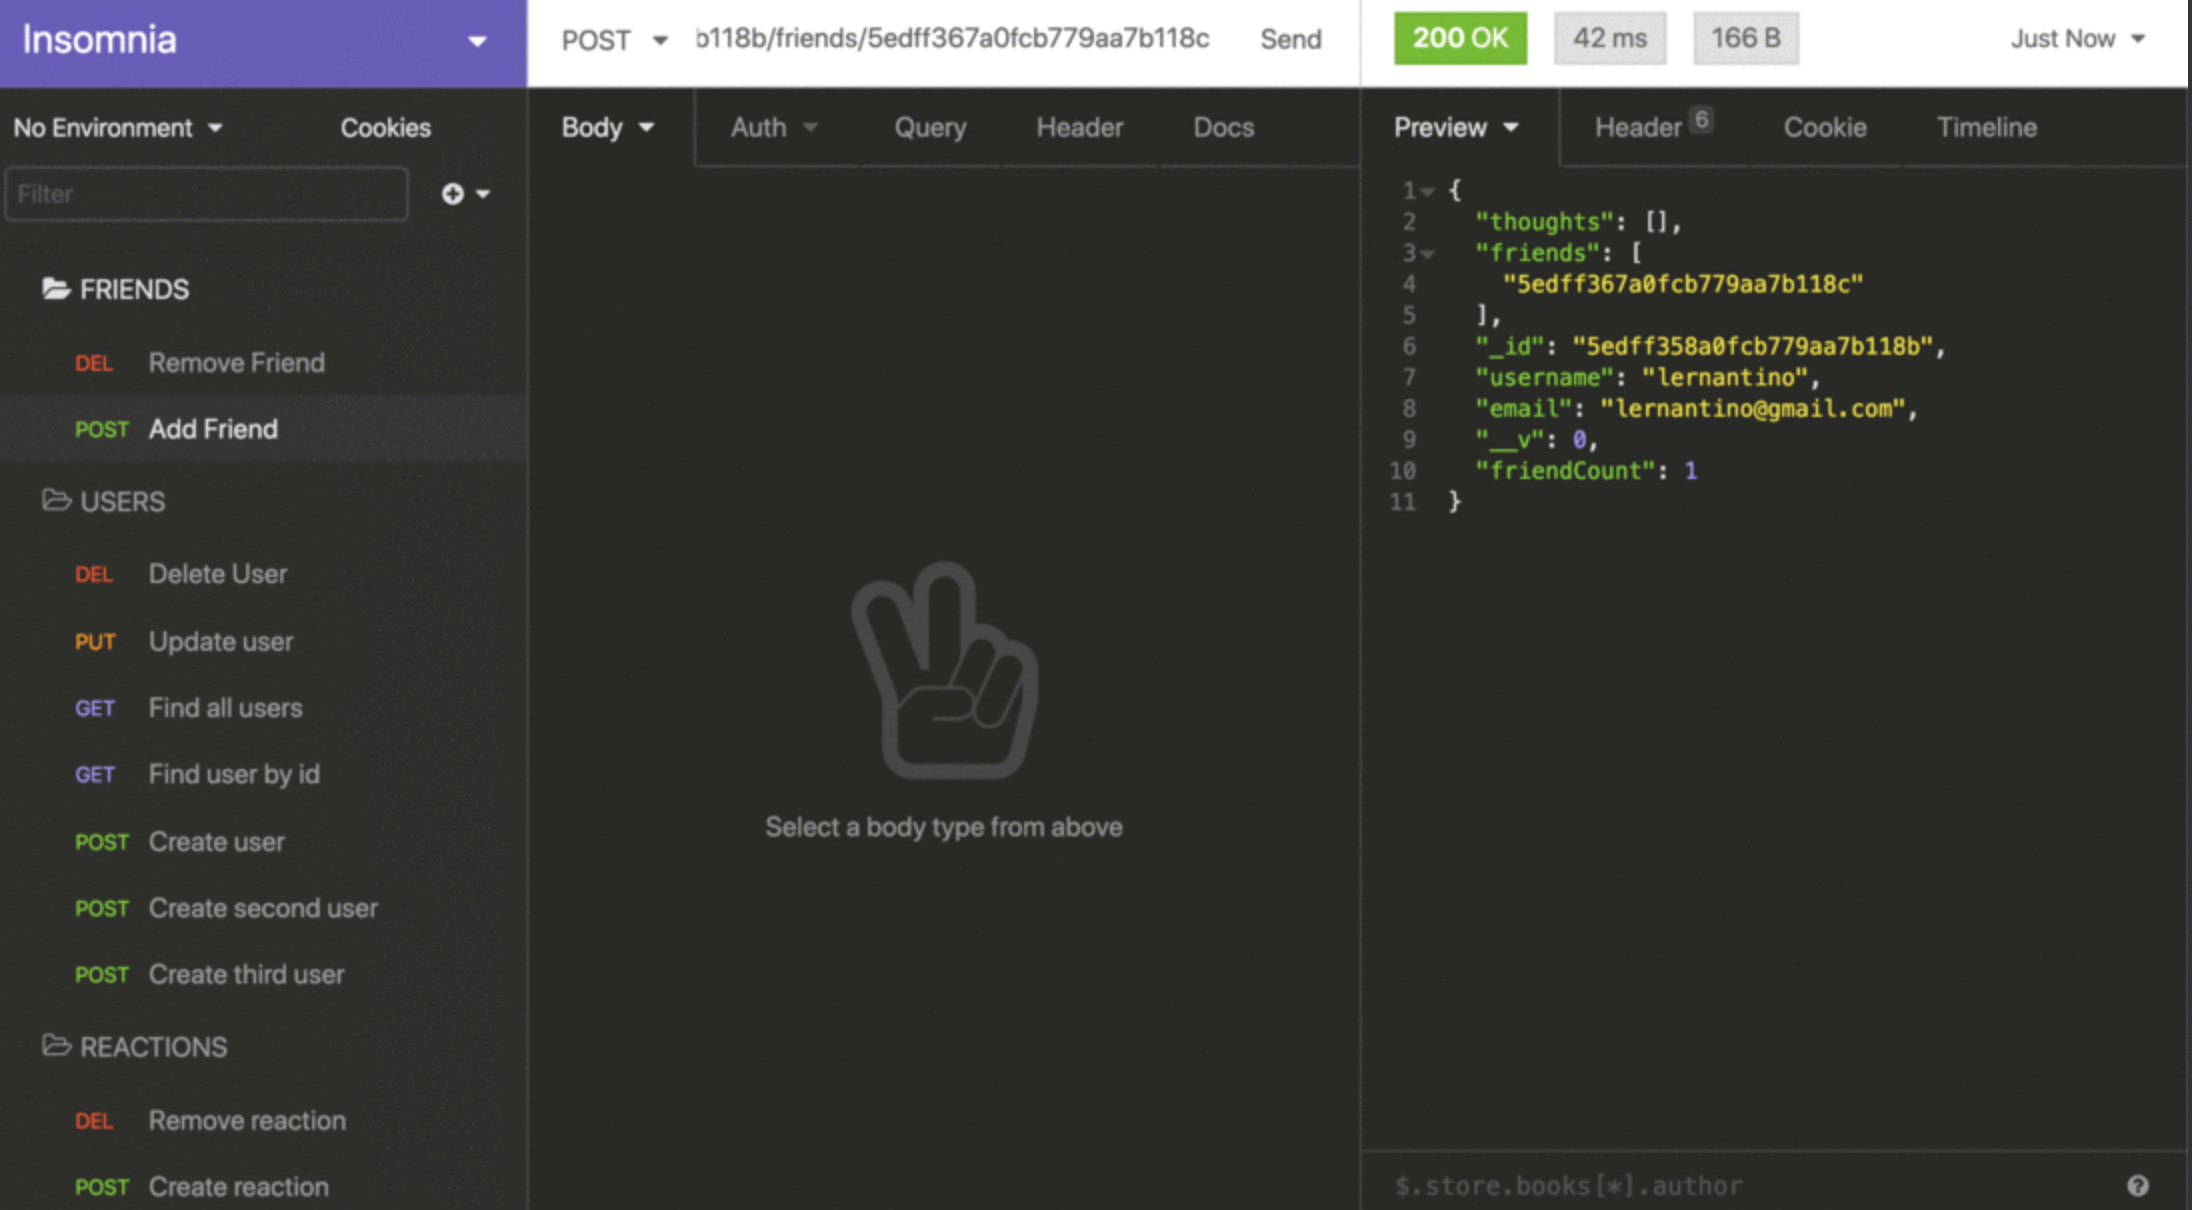 Insomnia
No Environment Cookies
Filter
FRIENDS
DEL Remove Friend
POST Add Friend
USERS
DEL Delete User
PUT Update user
GET Find all users
GET Find user by id
POST Create user
POST Create second user
POST Create third user
REACTIONS
DEL Remove reaction
POST Create reaction
POST b118b/friends/5edff367a0fcb779aa7b118c Send
Body Auth Query Header Docs
Select a body type from above
200 OK 42 ms 166 B Just Now
Preview Header 6 Cookie Timeline
1 {
2 "thoughts": [],
3 "friends": [
4 "5edff367a0fcb779aa7b118c"
5 ],
6 "_id": "5edff358a0fcb779aa7b118b",
7 "username": "lernantino",
8 "email": "lernantino@gmail.com",
9 "__v": 0,
10 "friendCount": 1
11 }
$.store.books[*].author